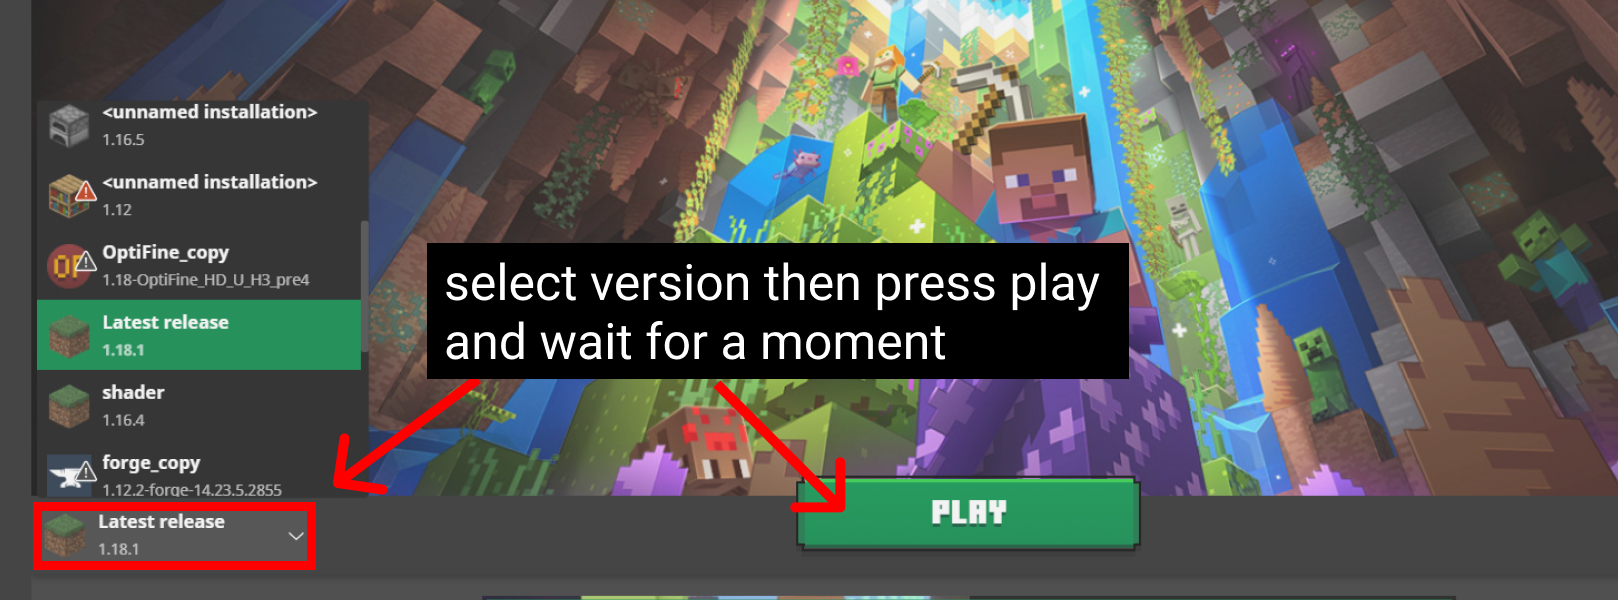 <unnamed installation>
1.16.5
<unnamed installation>
1.12
OptiFine_copy
1.18-OptiFine_HD_U_H3_pre4
Latest release
1.18.1
shader
1.16.4
forge_copy
1.12.2-forge-14.23.5.2855
Latest release
1.18.1
select version then press play
and wait for a moment
PLAY